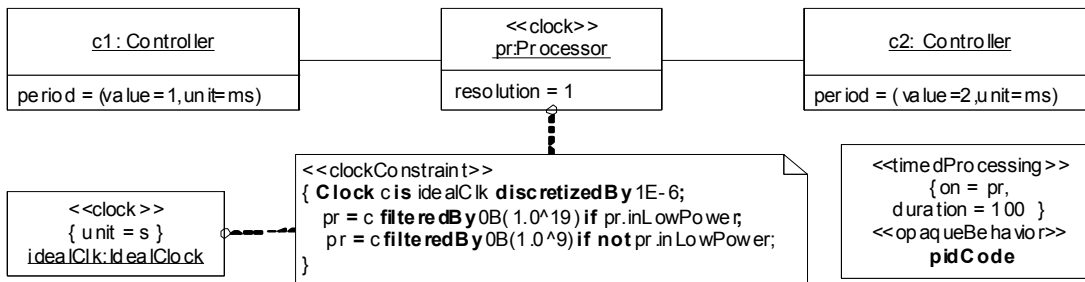 c1: Controller
period = (value=1,unit=ms)
<<clock>>
pr:Processor
resolution = 1
c2: Controller
period = ( value=2,unit=ms)
<<clock>>
{ unit = s }
idealClk:IdealClock
<<clockConstraint>>
{ Clock c is idealClk discretizedBy 1E-6;
pr = c filteredBy 0B( 1.0^19) if pr.inLowPower;
pr = c filteredBy 0B(1.0^9) if not pr.inLowPower;
}
<<timedProcessing>>
{ on = pr,
duration = 100 }
<<opaqueBehavior>>
pidCode